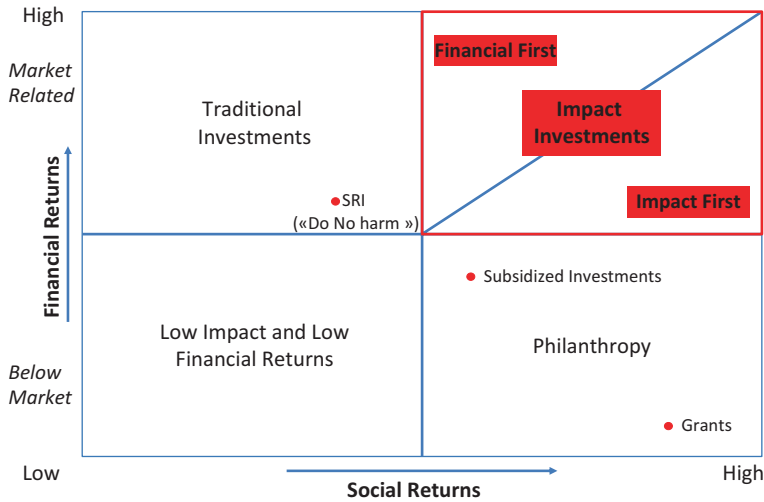 High
Market
Related
Financial Returns
Below
Market
Low
Traditional
Investments
SRI
(«Do No harm »)
Financial First
Impact
Investments
Impact First
Low Impact and Low
Financial Returns
Subsidized Investments
Philanthropy
Grants
Social Returns
High